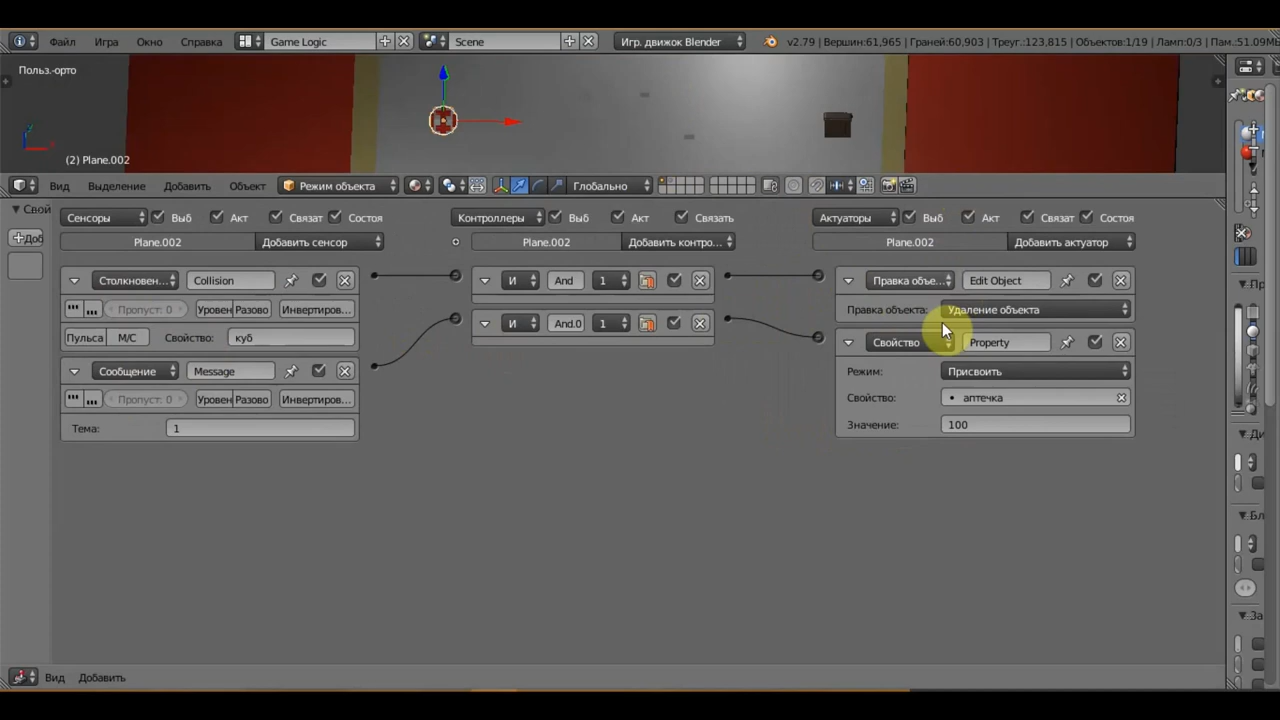 Файл Игра Окно Справка Game Logic Scene Игр. движок Blender v2.79 | Вершин:61,965 | Граней:60,903 | Треуг.:123,815 | Объектов:1/19 | Ламп:0/3 | Пам.:51.09МБ
Польз.-орто
(2) Plane.002
Вид Выделение Добавить Объект Режим объекта Глобально
Свой
Сенсоры Выб Акт Связат Состоя Контроллеры Выб Акт Связать Актуаторы Выб Акт Связат Состоя
Доб Plane.002 Добавить сенсор Plane.002 Добавить контро... Plane.002 Добавить актуатор
Столкновен Collision И And 1 Правка объе... Edit Object
Пропуст: 0 Уровен Разово Инвертиров... Правка объекта: Удаление объекта
Пульса М/С Свойство: куб И And.0 1 Свойство Property
Сообщение Message Режим: Присвоить
Пропуст: 0 Уровен Разово Инвертиров... Свойство: аптечка
Тема: 1 Значение: 100
Вид Добавить